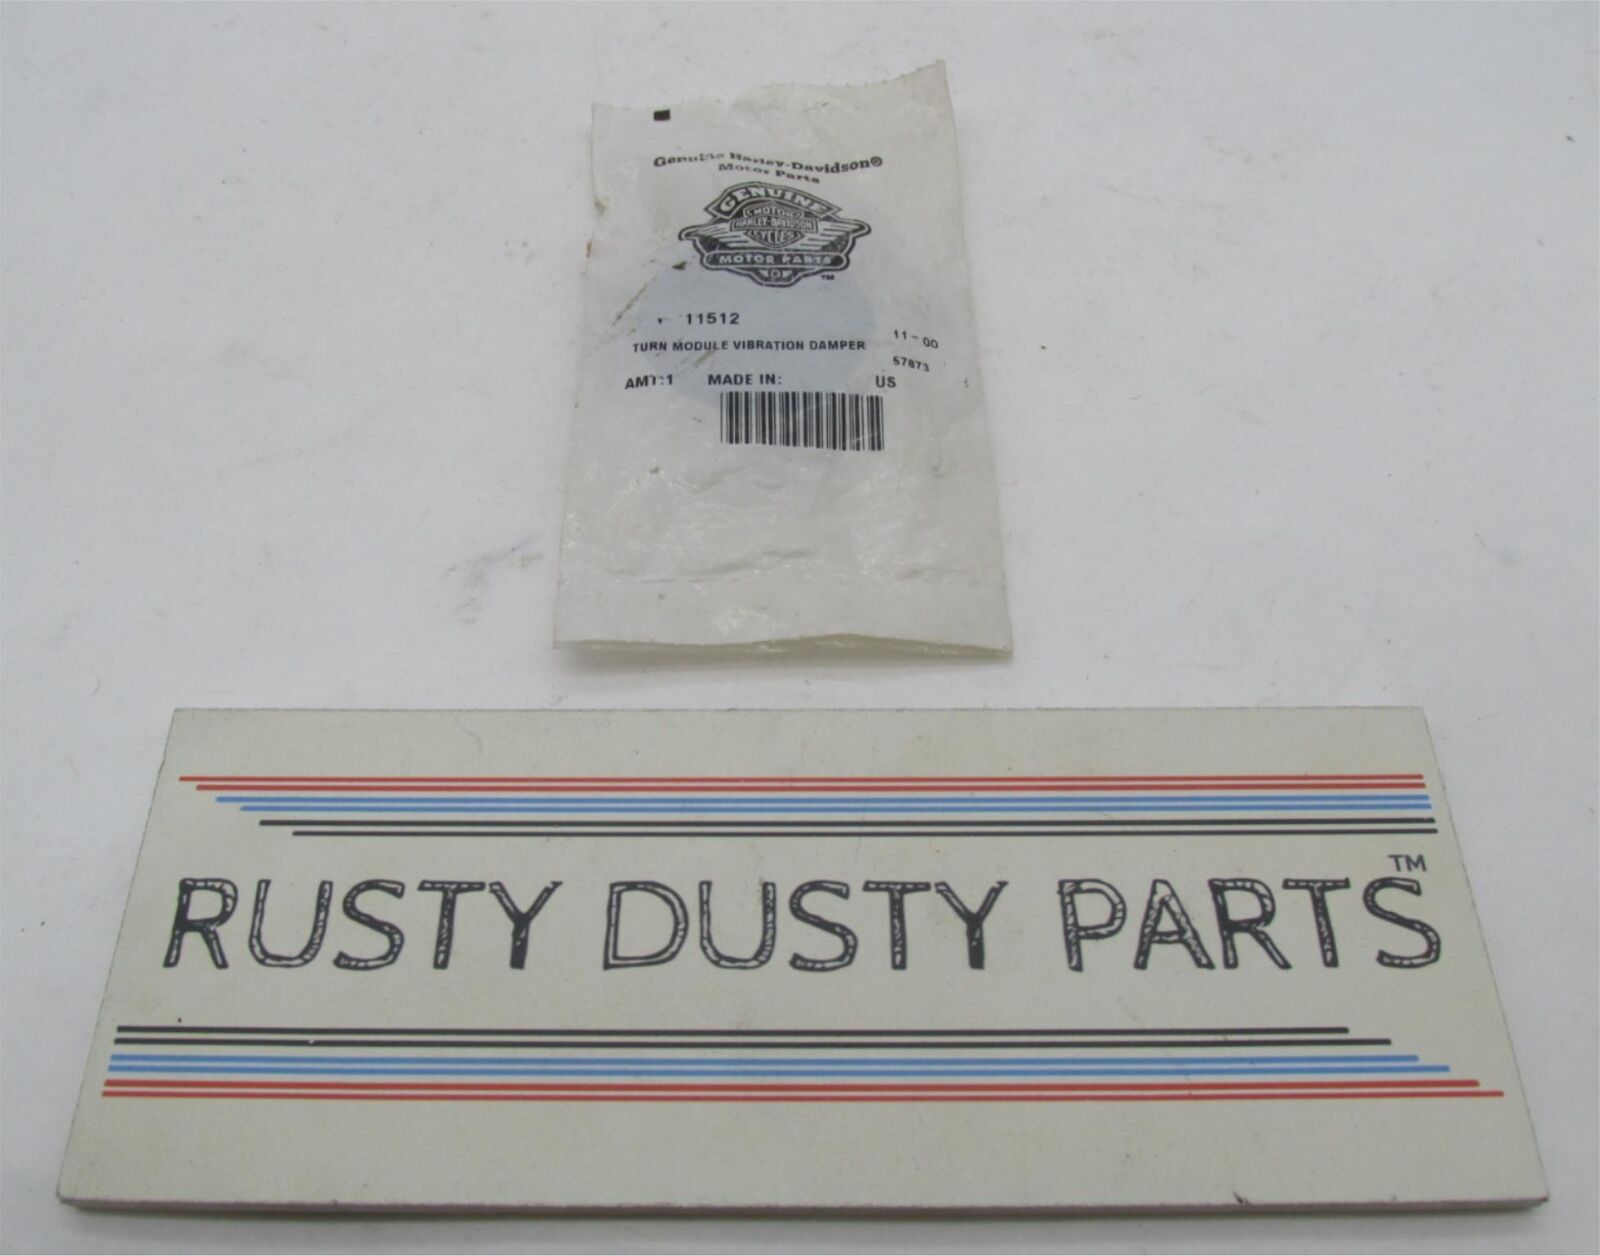 Genuine Harley-Davidson®
Motor Parts
GENUINE
MOTOR
HARLEY-DAVIDSON
CYCLES
MOTOR PARTS
TM
11512
TURN MODULE VIBRATION DAMPER
11-00
57873
AMT:1 MADE IN: US
RUSTY DUSTY PARTS™